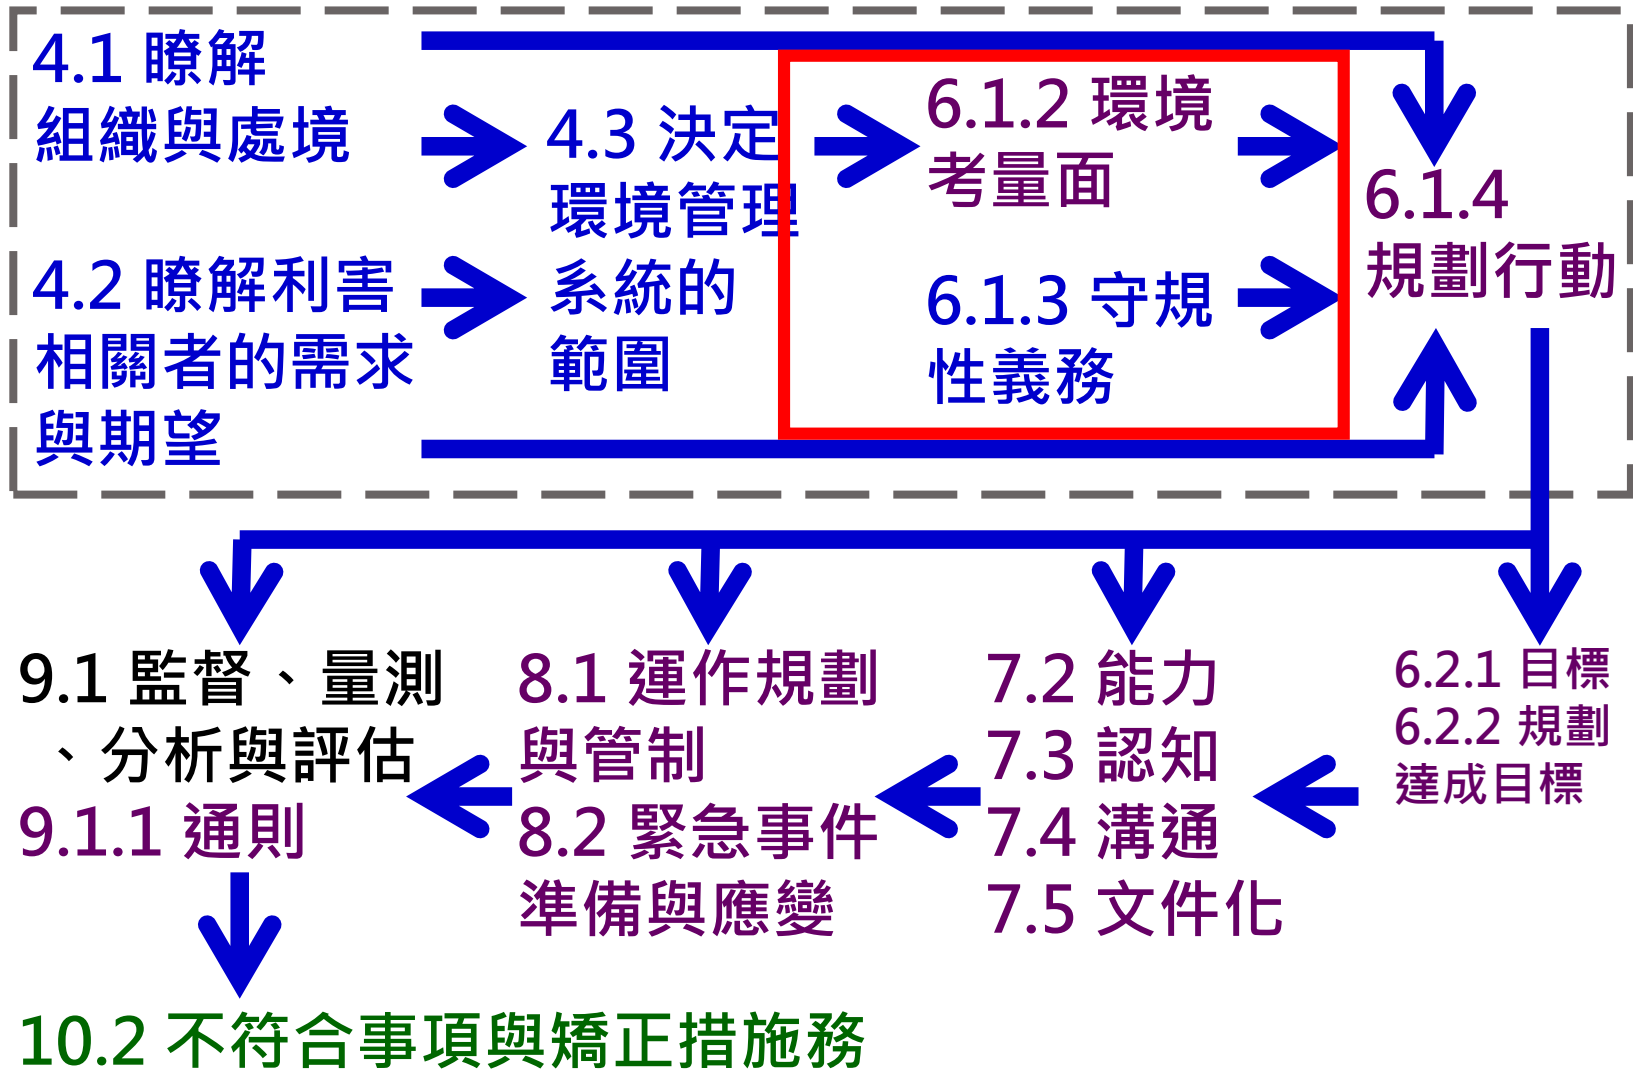 4.1 瞭解
組織與處境
4.2 瞭解利害
相關者的需求
與期望
4.3 決定
環境管理
系統的
範圍
6.1.2 環境
考量面
6.1.3 守規
性義務
6.1.4
規劃行動
9.1 監督、量測
、分析與評估
9.1.1 通則
8.1 運作規劃
與管制
8.2 緊急事件
準備與應變
7.2 能力
7.3 認知
7.4 溝通
7.5 文件化
6.2.1 目標
6.2.2 規劃
達成目標
10.2 不符合事項與矯正措施務